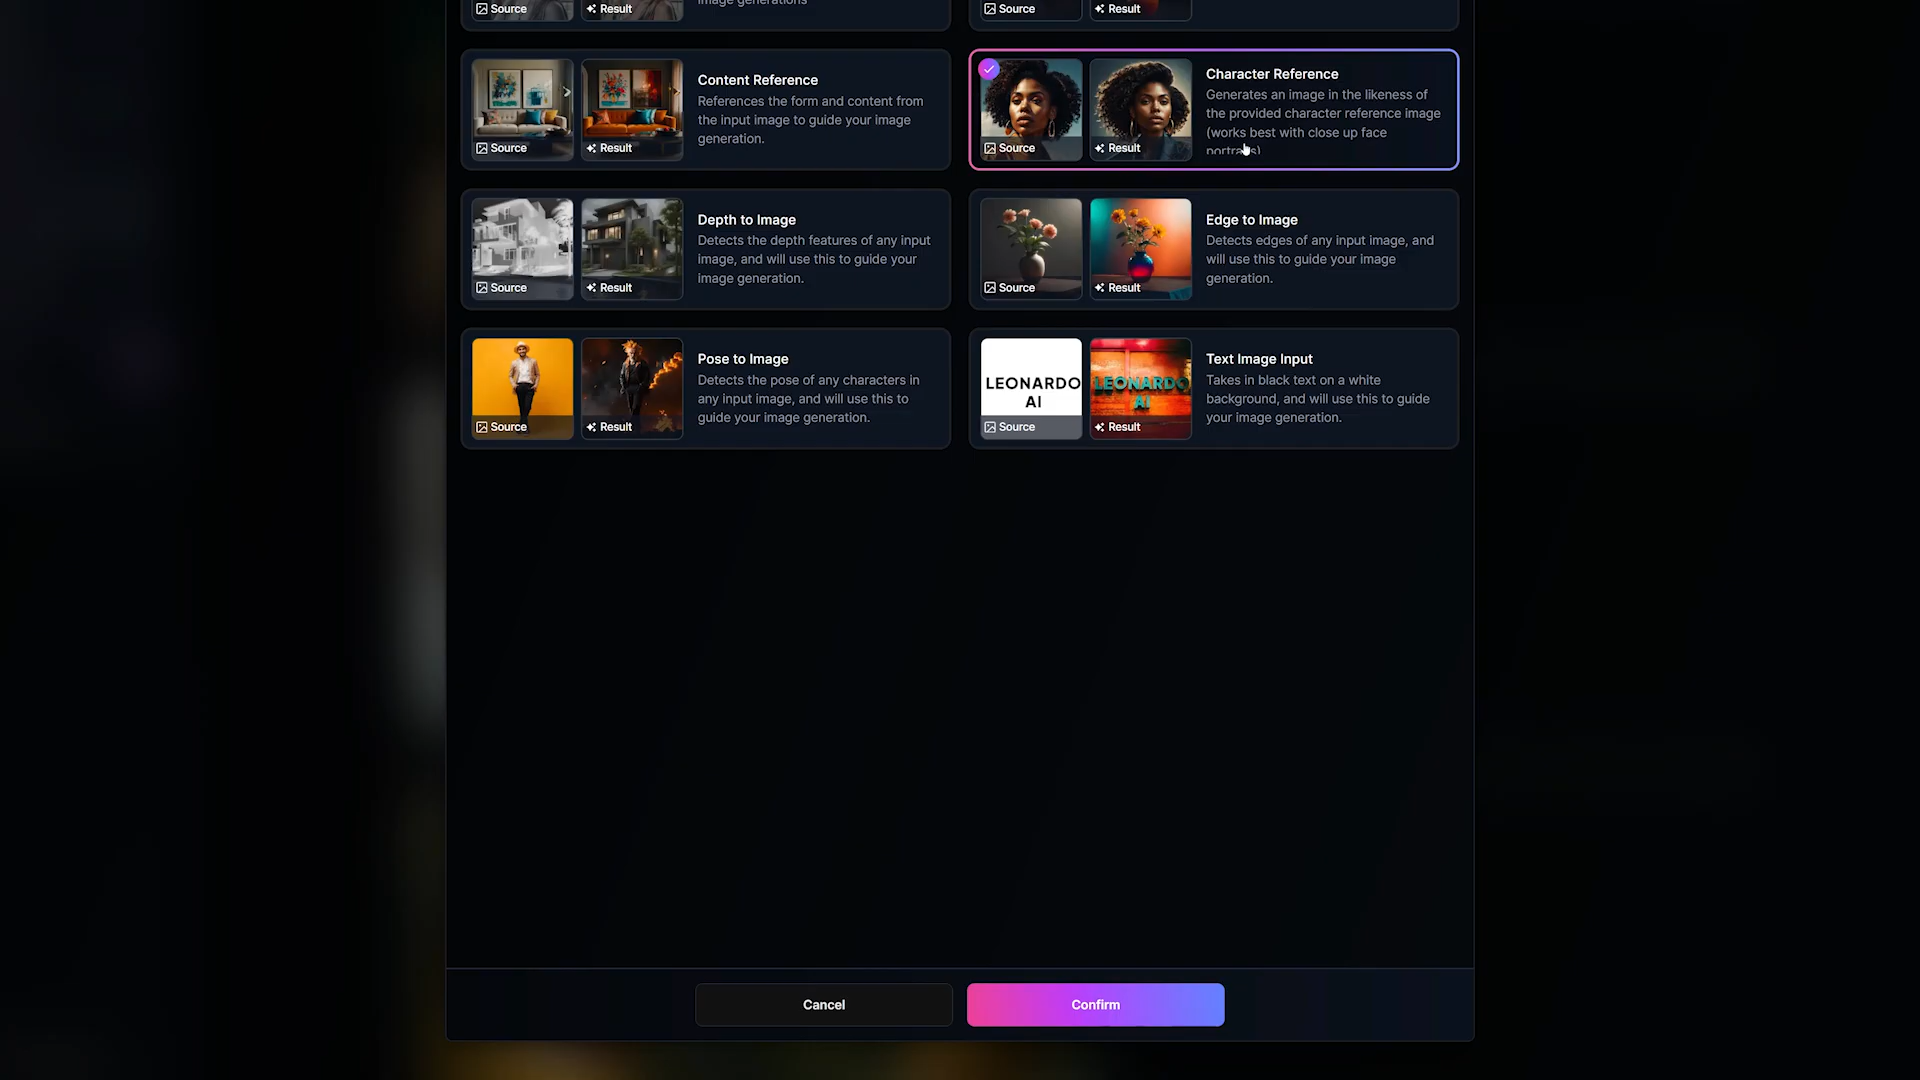 image generations
Source
Result
Source
Result
Content Reference
References the form and content from
the input image to guide your image
generation.
Source
Result
Character Reference
Generates an image in the likeness of
the provided character reference image
(works best with close up face
portraits)
Source
Result
Depth to Image
Detects the depth features of any input
image, and will use this to guide your
image generation.
Source
Result
Edge to Image
Detects edges of any input image, and
will use this to guide your image
generation.
Source
Result
Pose to Image
Detects the pose of any characters in
any input image, and will use this to
guide your image generation.
Source
Result
LEONARDO
AI
Source
LEONARDO
AI
Result
Text Image Input
Takes in black text on a white
background, and will use this to guide
your image generation.
Cancel
Confirm